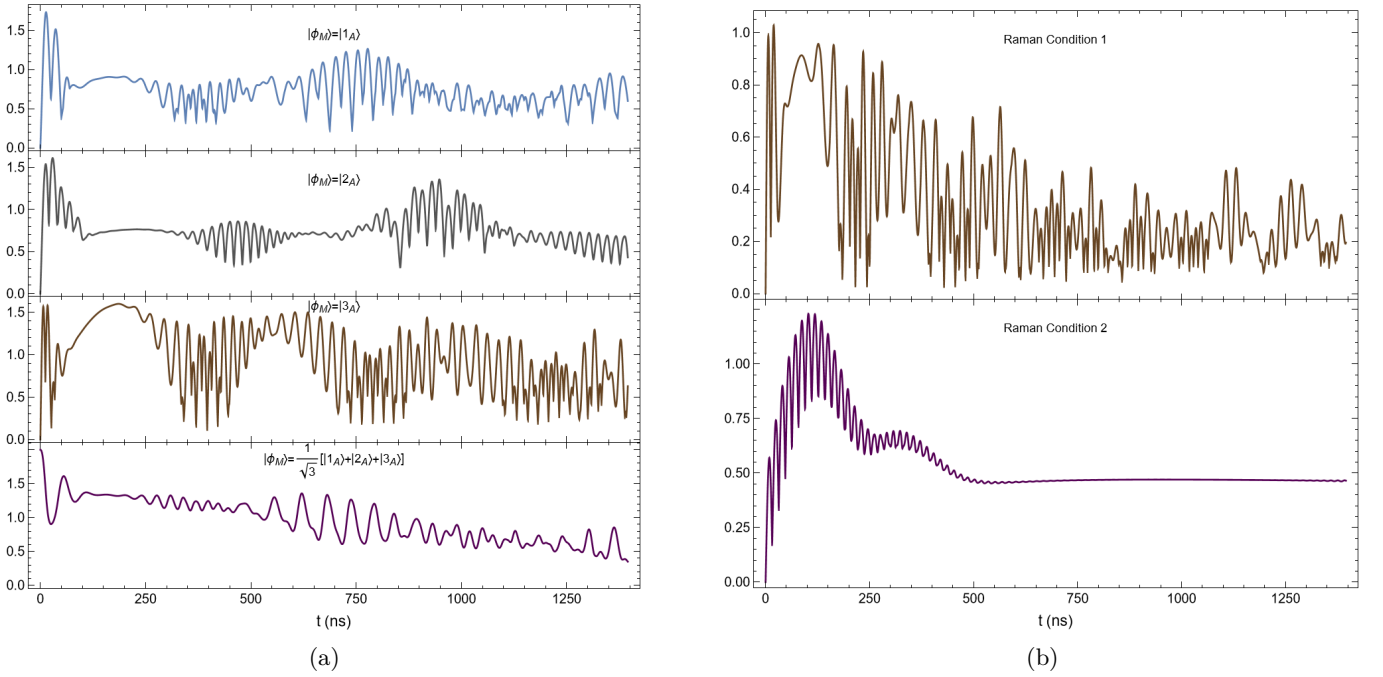 |ϕM⟩=|1A⟩
1.5
1.0
0.5
0.0
|ϕM⟩=|2A⟩
1.5
1.0
0.5
0.0
|ϕM⟩=|3A⟩
1.5
1.0
0.5
0.0
|ϕM⟩=1/√3[|1A⟩+|2A⟩+|3A⟩]
1.5
1.0
0.5
0.0
0 250 500 750 1000 1250
t (ns)
(a)
Raman Condition 1
1.0
0.8
0.6
0.4
0.2
0.0
Raman Condition 2
1.00
0.75
0.50
0.25
0.00
0 250 500 750 1000 1250
t (ns)
(b)